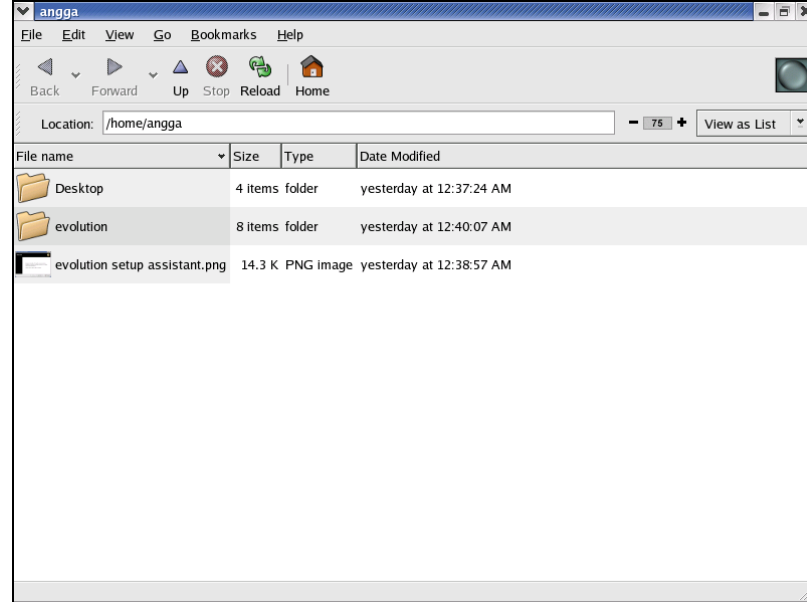 angga
File Edit View Go Bookmarks Help
Back Forward Up Stop Reload Home
Location: /home/angga 75 View as List
File name Size Type Date Modified
Desktop 4 items folder yesterday at 12:37:24 AM
evolution 8 items folder yesterday at 12:40:07 AM
evolution setup assistant.png 14.3 K PNG image yesterday at 12:38:57 AM